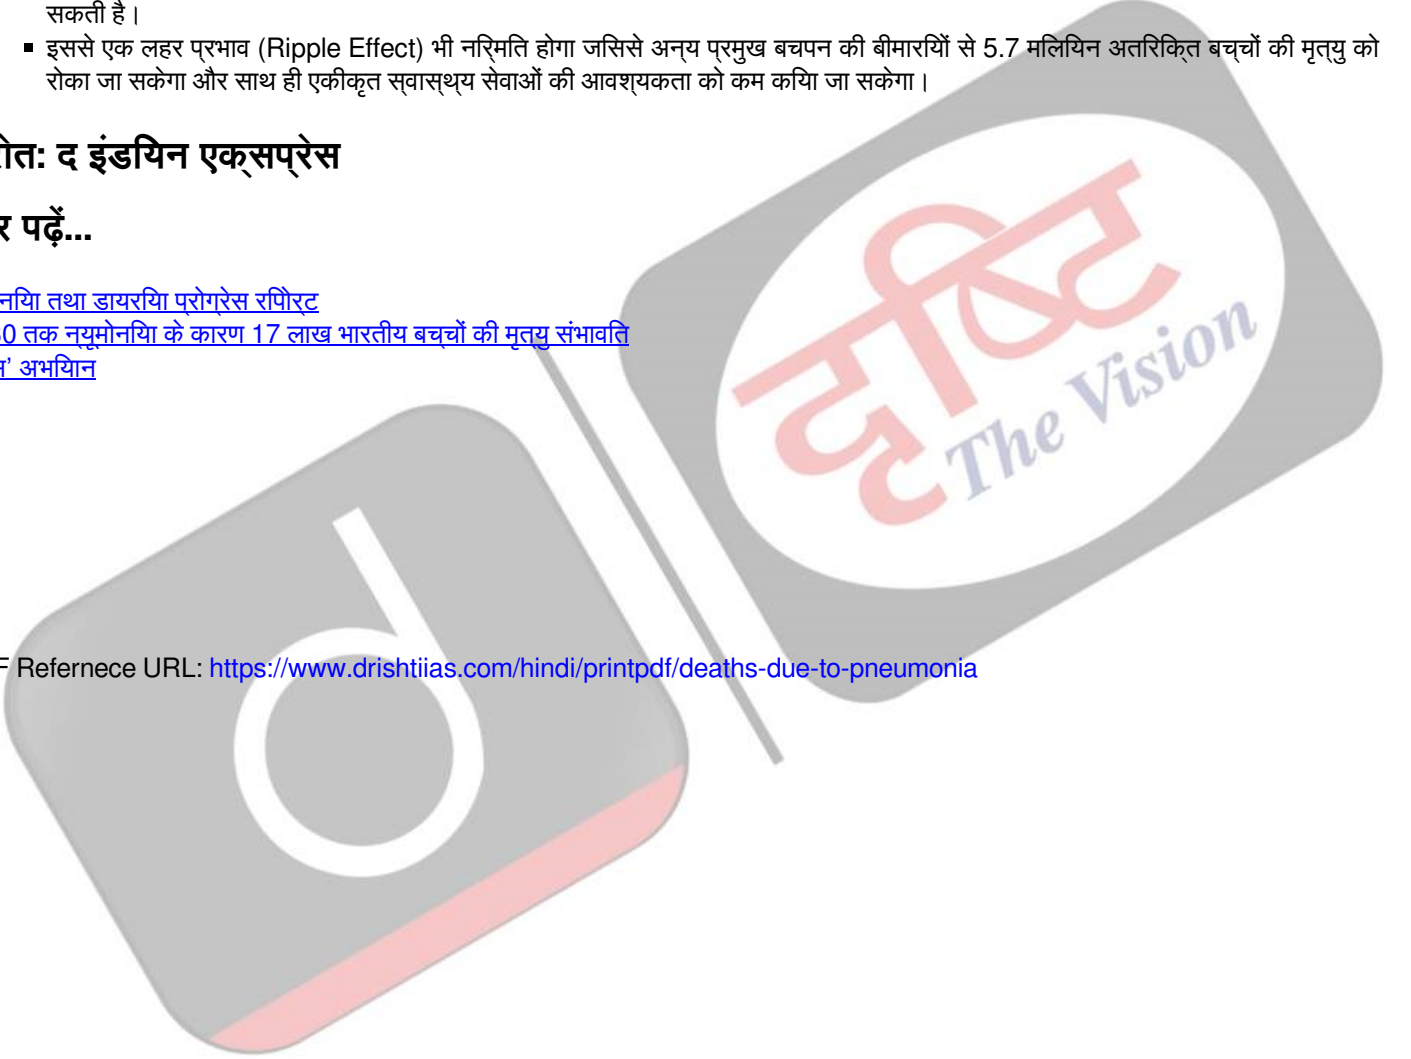 सकती है।
इससे एक लहर प्रभाव (Ripple Effect) भी निर्मित होगा जिससे अन्य प्रमुख बचपन की बीमारियों से 5.7 मिलियन अतिरिक्त बच्चों की मृत्यु को
रोका जा सकेगा और साथ ही एकीकृत स्वास्थ्य सेवाओं की आवश्यकता को कम किया जा सकेगा।
द इंडियन एक्सप्रेस
पढ़ें...
तथा डायरिया प्रोग्रेस रिपोर्ट
तक न्यूमोनिया के कारण 17 लाख भारतीय बच्चों की मृत्यु संभावित
अभियान
दृष्टि
The Vision
d
Refernece URL: https://www.drishtiias.com/hindi/printpdf/deaths-due-to-pneumonia